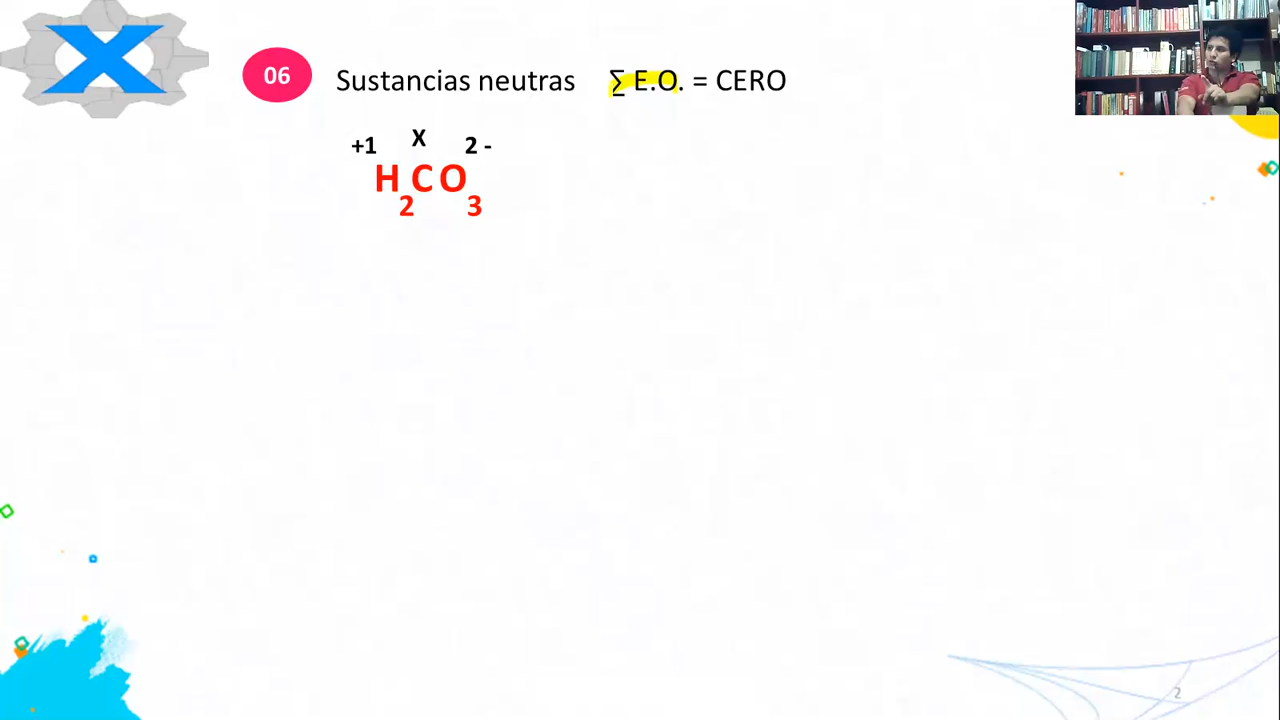 06 Sustancias neutras ∑ E.O. = CERO
+1 X 2 -
H2CO3
2